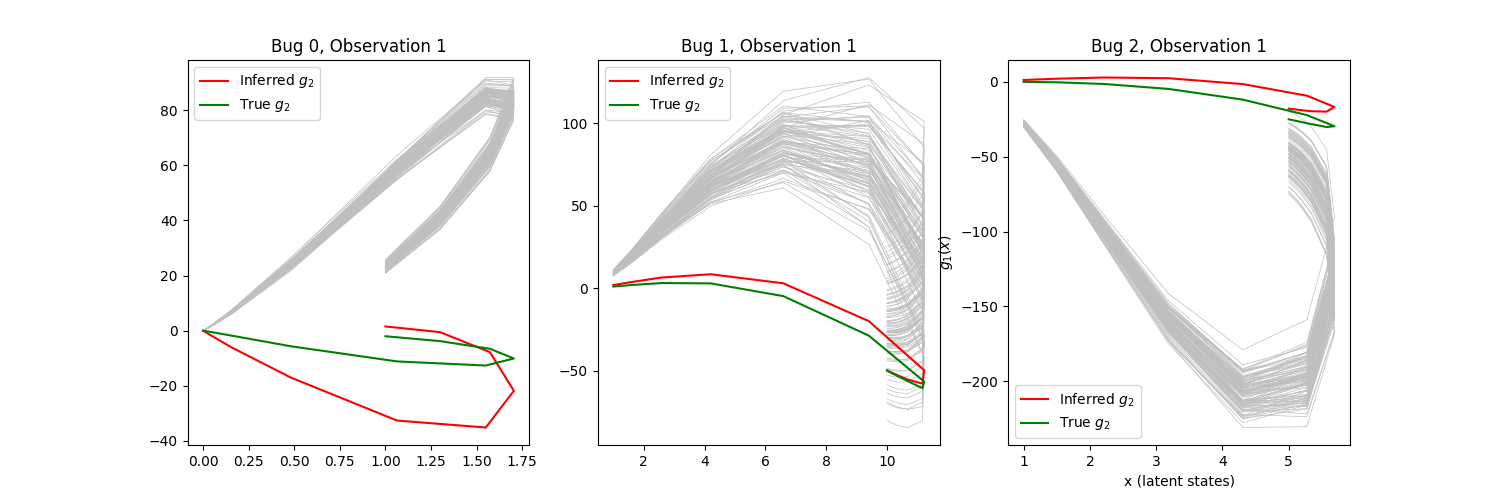 Bug 0, Observation 1
Inferred g₂
True g₂
80
60
40
20
0
−20
−40
0.00 0.25 0.50 0.75 1.00 1.25 1.50 1.75
Bug 1, Observation 1
Inferred g₂
True g₂
100
50
0
−50
2 4 6 8 10
Bug 2, Observation 1
g₁(x)
0
−50
−100
−150
−200
Inferred g₂
True g₂
1 2 3 4 5
x (latent states)